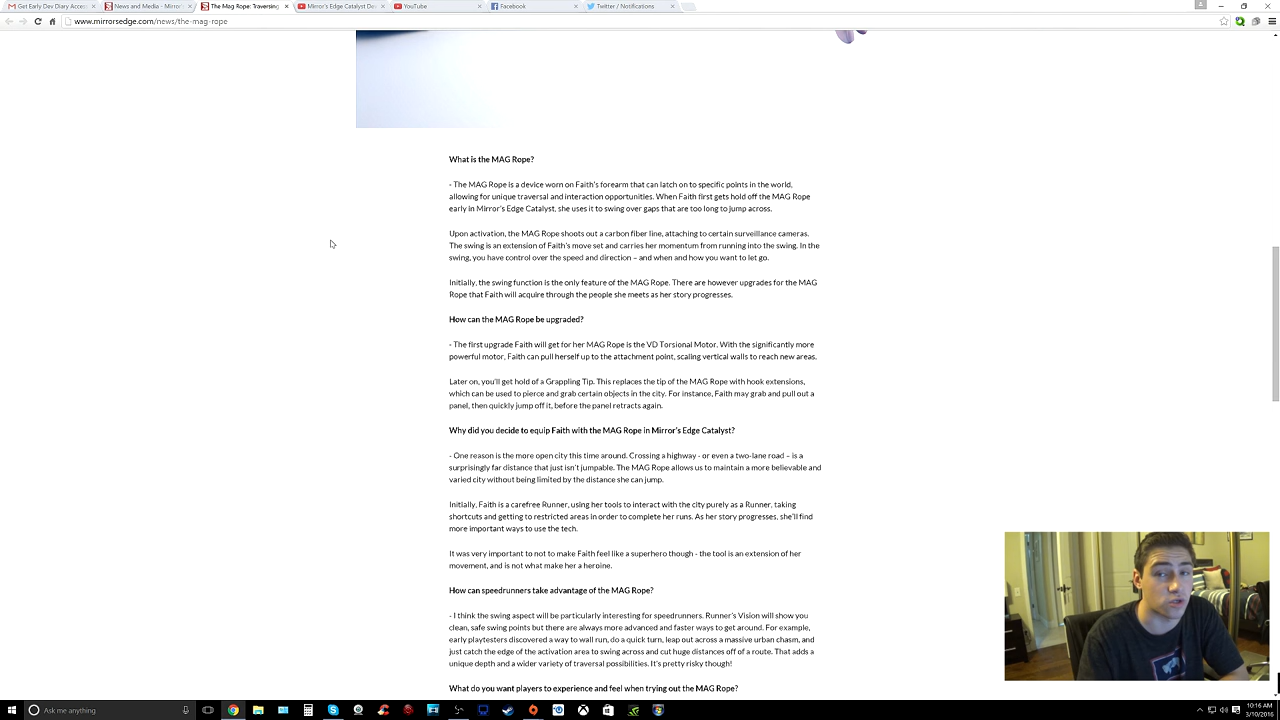 Get Early Dev Diary Acces
News and Media - Mirror
The Mag Rope: Traversing
Mirror's Edge Catalyst De
YouTube
Facebook
Twitter / Notifications
www.mirrorsedge.com/news/the-mag-rope
What is the MAG Rope?
- The MAG Rope is a device worn on Faith's forearm that can latch on to specific points in the world,
allowing for unique traversal and interaction opportunities. When Faith first gets hold off the MAG Rope
early in Mirror's Edge Catalyst, she uses it to swing over gaps that are too long to jump across.
Upon activation, the MAG Rope shoots out a carbon fiber line, attaching to certain surveillance cameras.
The swing is an extension of Faith's move set and carries her momentum from running into the swing. In the
swing, you have control over the speed and direction – and when and how you want to let go.
Initially, the swing function is the only feature of the MAG Rope. There are however upgrades for the MAG
Rope that Faith will acquire through the people she meets as her story progresses.
How can the MAG Rope be upgraded?
- The first upgrade Faith will get for her MAG Rope is the VD Torsional Motor. With the significantly more
powerful motor, Faith can pull herself up to the attachment point, scaling vertical walls to reach new areas.
Later on, you'll get hold of a Grappling Tip. This replaces the tip of the MAG Rope with hook extensions,
which can be used to pierce and grab certain objects in the city. For instance, Faith may grab and pull out a
panel, then quickly jump off it, before the panel retracts again.
Why did you decide to equip Faith with the MAG Rope in Mirror's Edge Catalyst?
- One reason is the more open city this time around. Crossing a highway - or even a two-lane road – is a
surprisingly far distance that just isn't jumpable. The MAG Rope allows us to maintain a more believable and
varied city without being limited by the distance she can jump.
Initially, Faith is a carefree Runner, using her tools to interact with the city purely as a Runner, taking
shortcuts and getting to restricted areas in order to complete her runs. As her story progresses, she'll find
more important ways to use the tech.
It was very important to not to make Faith feel like a superhero though - the tool is an extension of her
movement, and is not what make her a heroine.
How can speedrunners take advantage of the MAG Rope?
- I think the swing aspect will be particularly interesting for speedrunners. Runner's Vision will show you
clean, safe swing points but there are always more advanced and faster ways to get around. For example,
early playtesters discovered a way to wall run, do a quick turn, leap out across a massive urban chasm, and
just catch the edge of the activation area to swing across and cut huge distances off of a route. That adds a
unique depth and a wider variety of traversal possibilities. It's pretty risky though!
What do you want players to experience and feel when trying out the MAG Rope?
Ask me anything
10:16 AM
3/10/2016